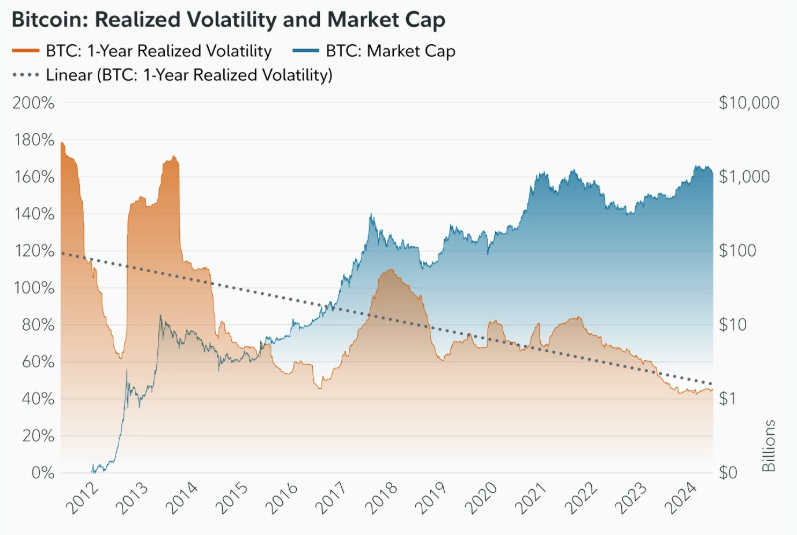 Bitcoin: Realized Volatility and Market Cap
BTC: 1-Year Realized Volatility BTC: Market Cap
Linear (BTC: 1-Year Realized Volatility)
200% $10,000
180%
160% $1,000
140%
120% $100
100%
80% $10
60%
40% $1
20%
0% $0
Billions
2012 2013 2014 2015 2016 2017 2018 2019 2020 2021 2022 2023 2024